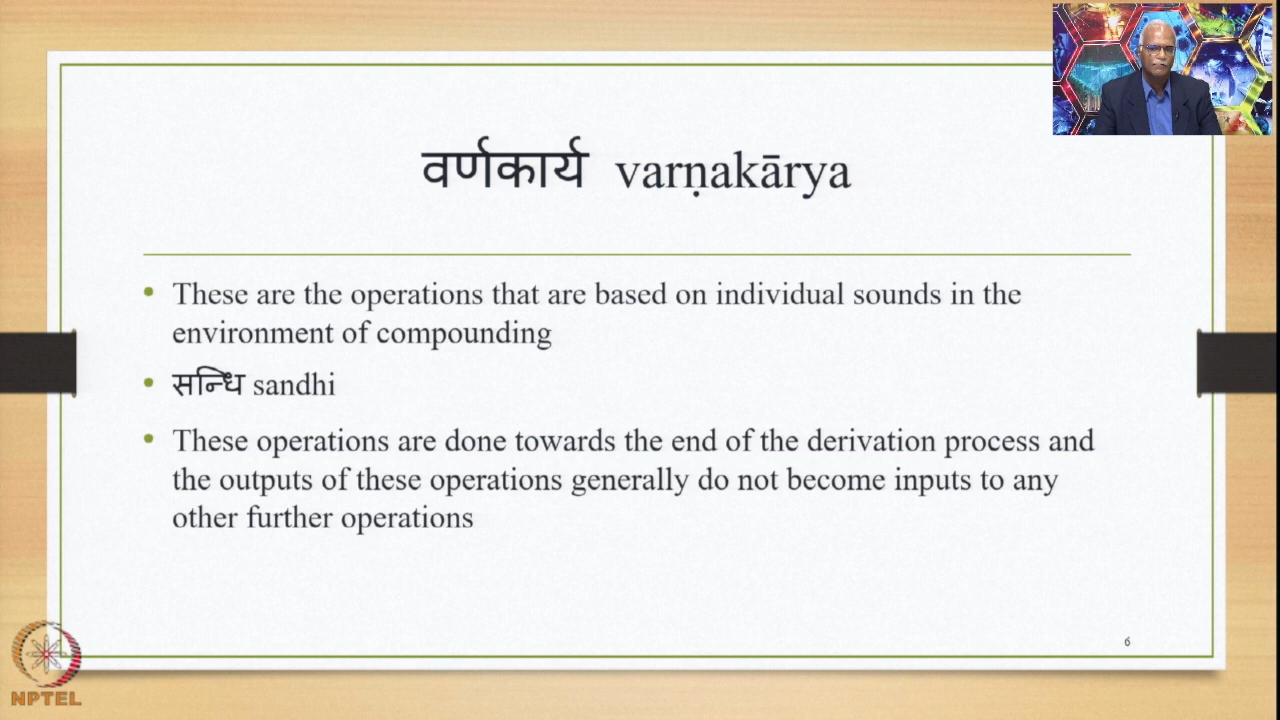 वर्णकार्य varṇakārya
• These are the operations that are based on individual sounds in the
environment of compounding
• सन्धि sandhi
• These operations are done towards the end of the derivation process and
the outputs of these operations generally do not become inputs to any
other further operations
6
NPTEL